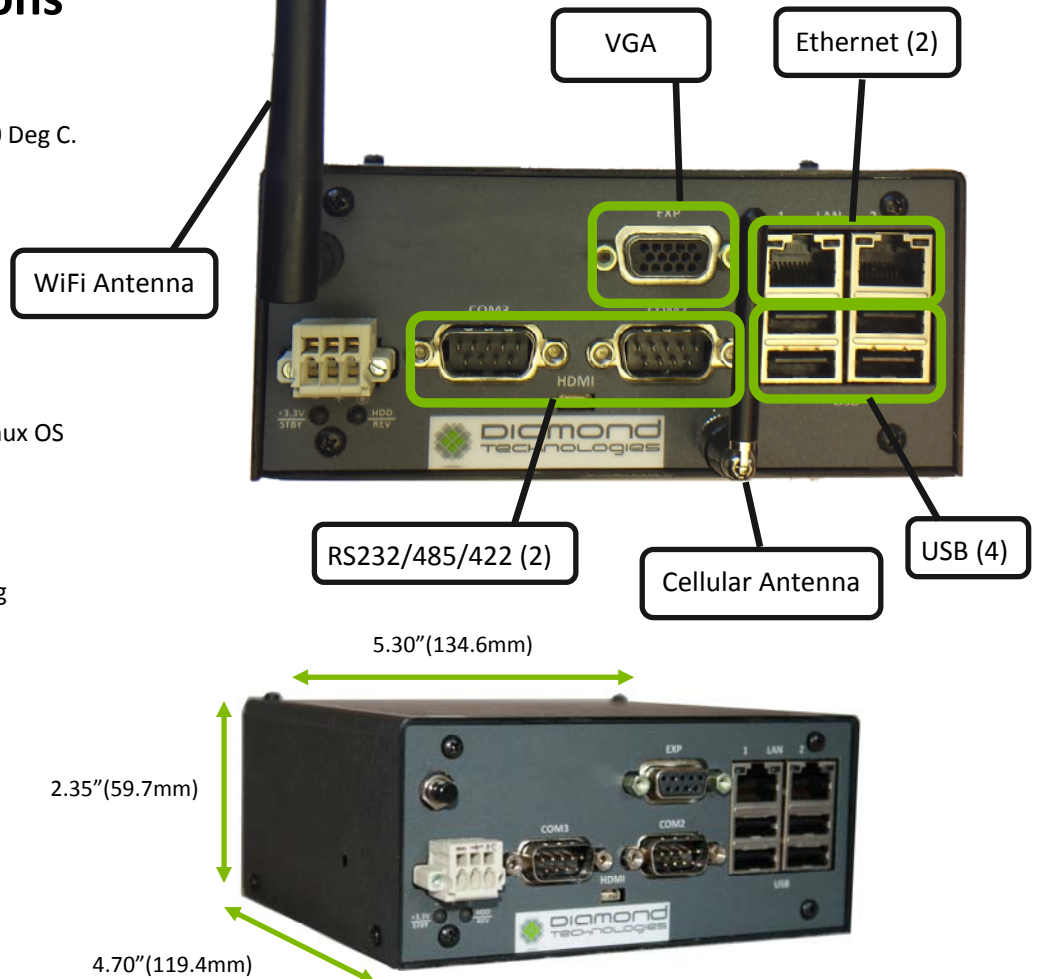 ons
VGA
Ethernet (2)
Deg C.
WiFi Antenna
EXP
1 LAN 2
COM3
HDMI
+3.3V
STBY
HDD
REV
DIAMOND
TECHNOLOGIES
ux OS
RS232/485/422 (2)
Cellular Antenna
USB (4)
g
5.30”(134.6mm)
2.35”(59.7mm)
4.70”(119.4mm)
EXP
1 LAN 2
COM3
COM2
HDMI
USB
+3.3V
STBY
HDD
REV
DIAMOND
TECHNOLOGIES